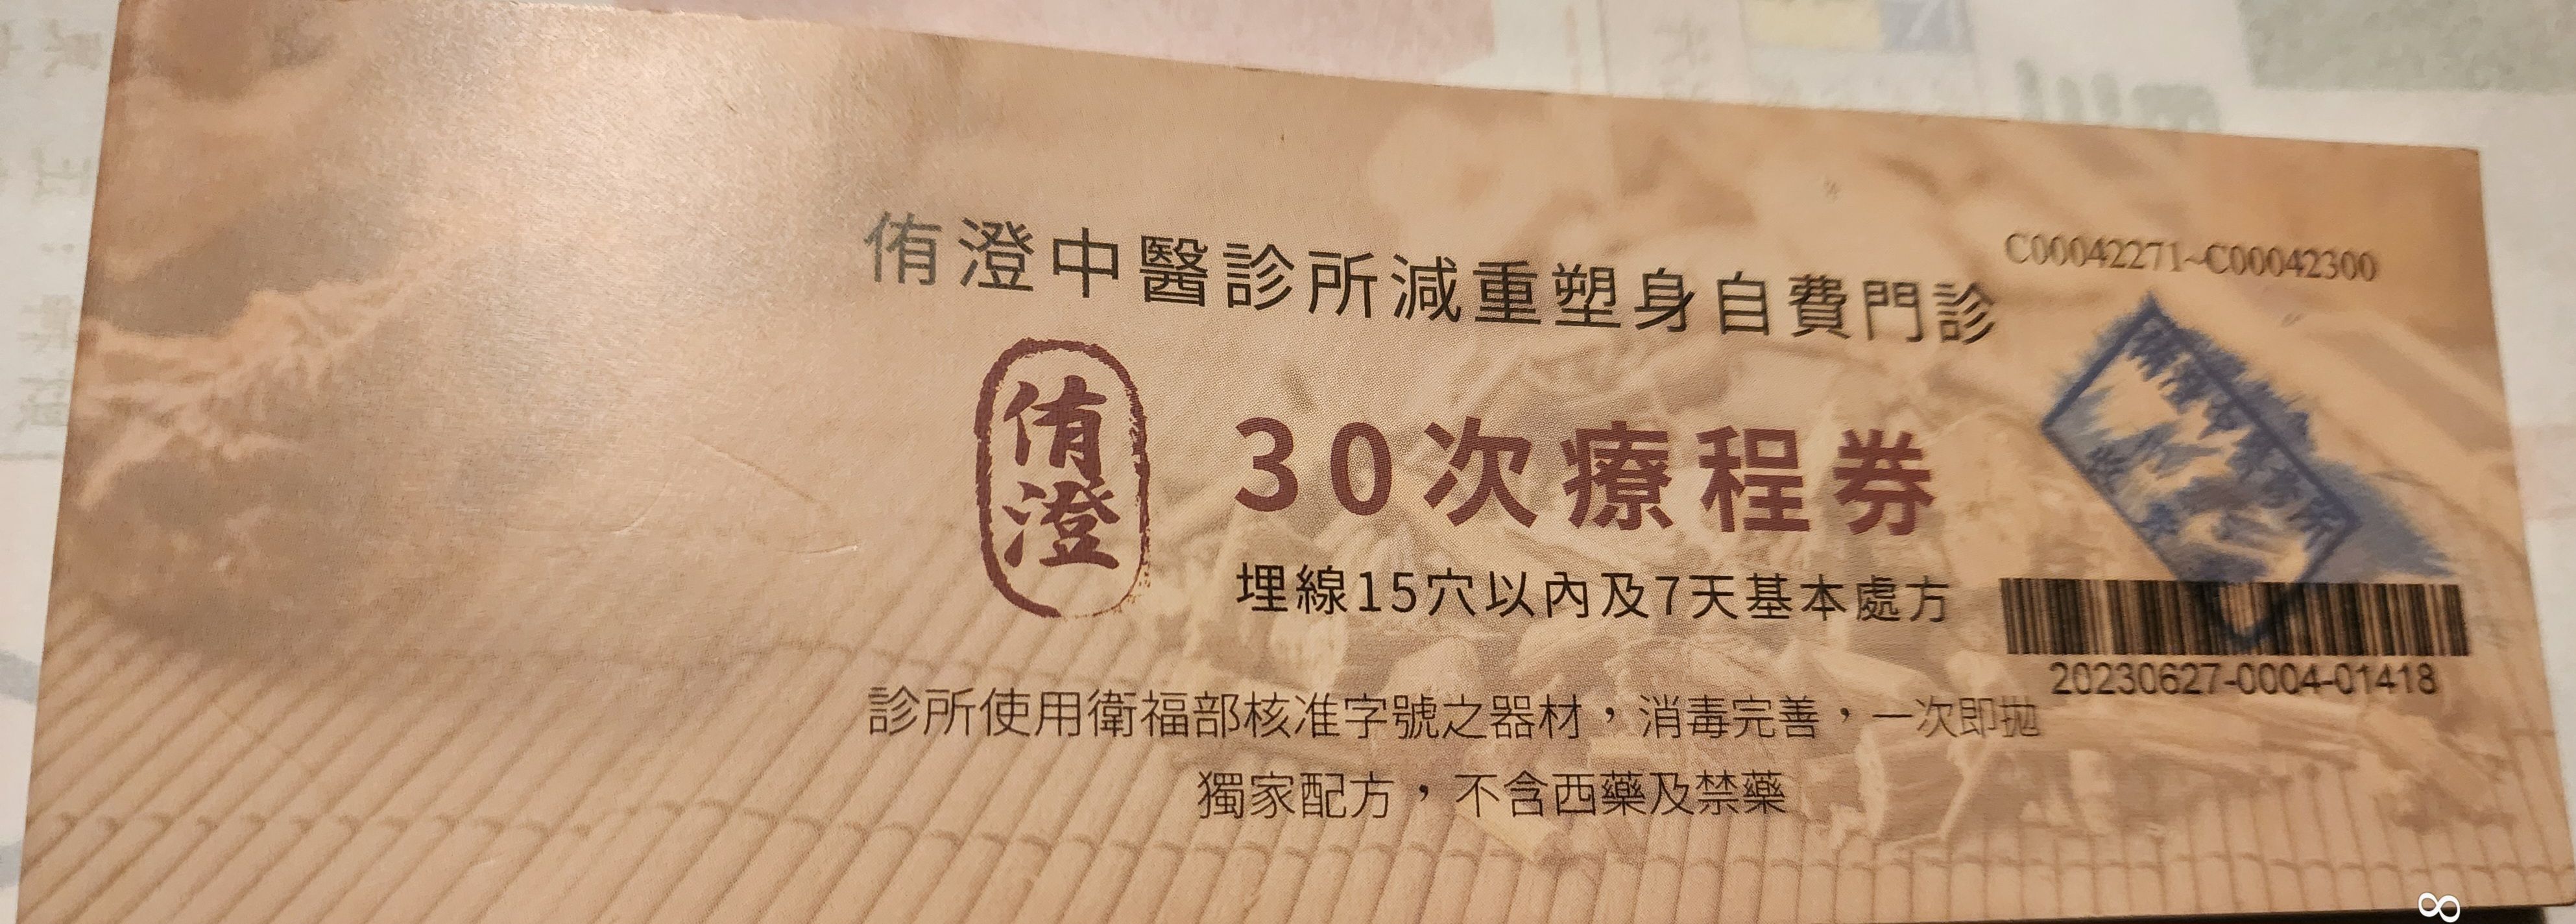 侑澄中醫診所減重塑身自費門診
C00042271~C00042300
侑澄
30次療程券
埋線15穴以內及7天基本處方
20230627-0004-01418
診所使用衛福部核准字號之器材，消毒完善，一次即拋
獨家配方，不含西藥及禁藥
8